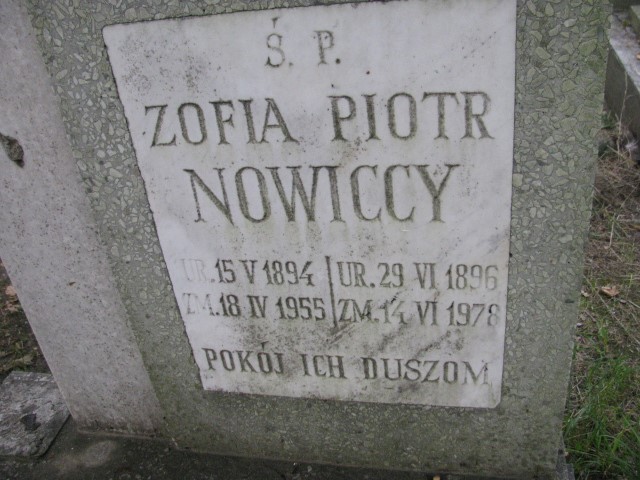 Ś. P.
ZOFIA PIOTR
NOWICCY
UR. 15 V 1894 UR. 29 VI 1896
ZM. 18 IV 1955 ZM. 14 VI 1978
POKÓJ ICH DUSZOM